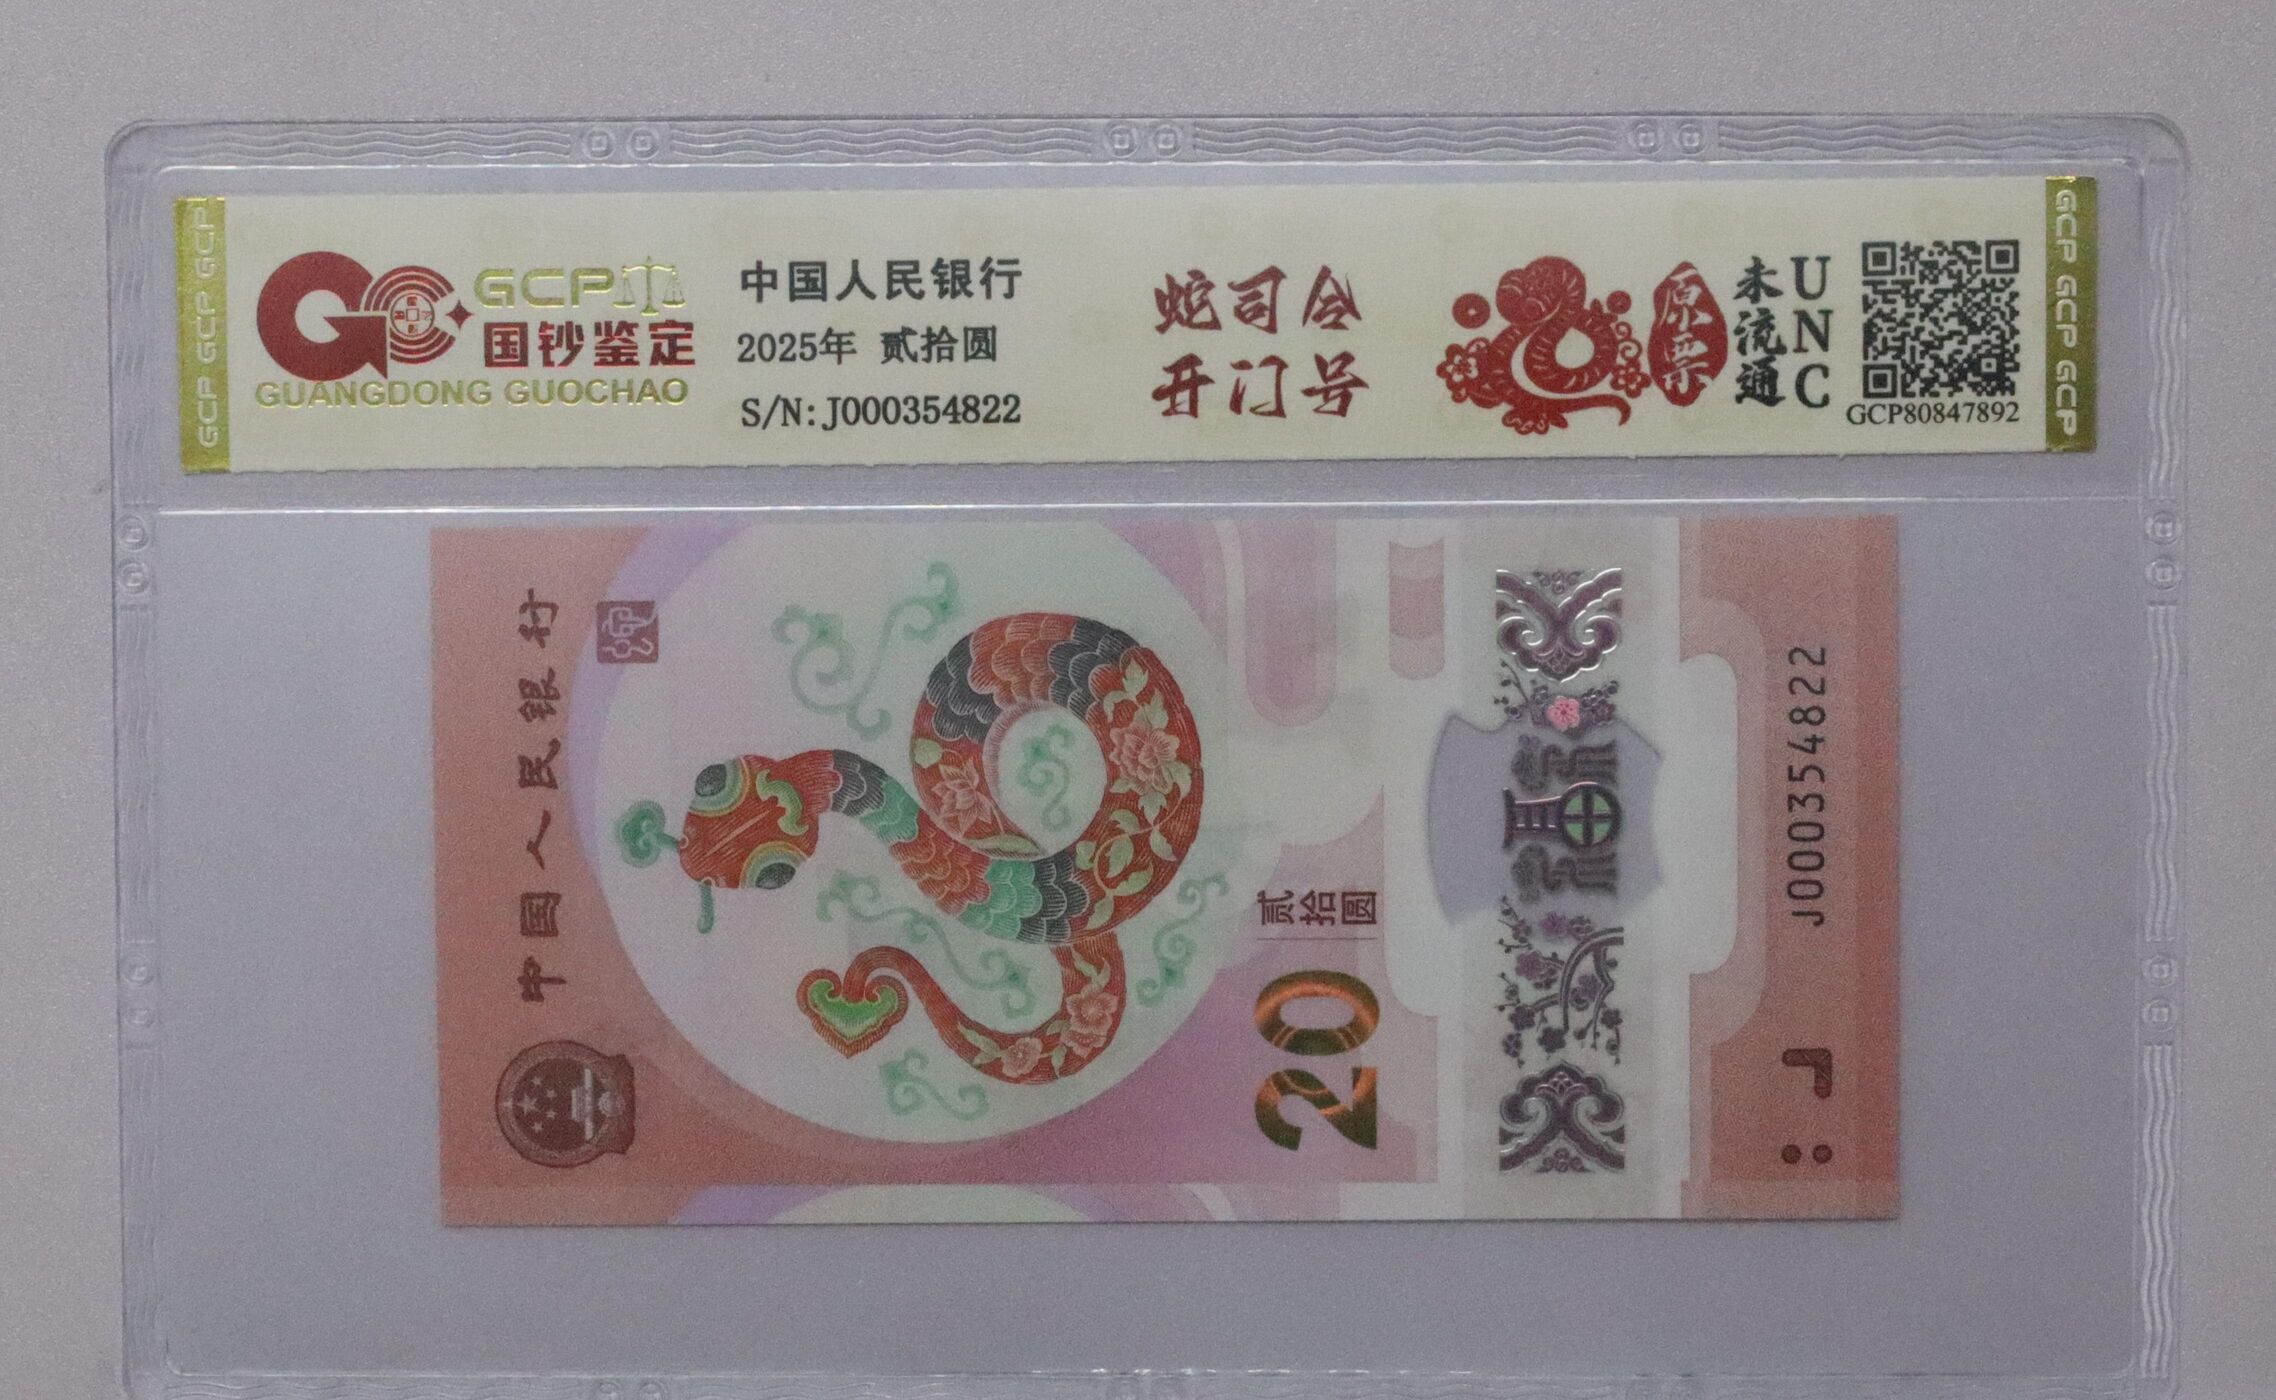 GCP GCP GCP
GCP
国钞鉴定
GUANGDONG GUOCHAO
中国人民银行
2025年 贰拾圆
S/N:J000354822
蛇司令
开门号
原票
未流通
UNC
GCP80847892
GCP GCP GCP
中国人民银行
贰拾圆
20
福
J000354822